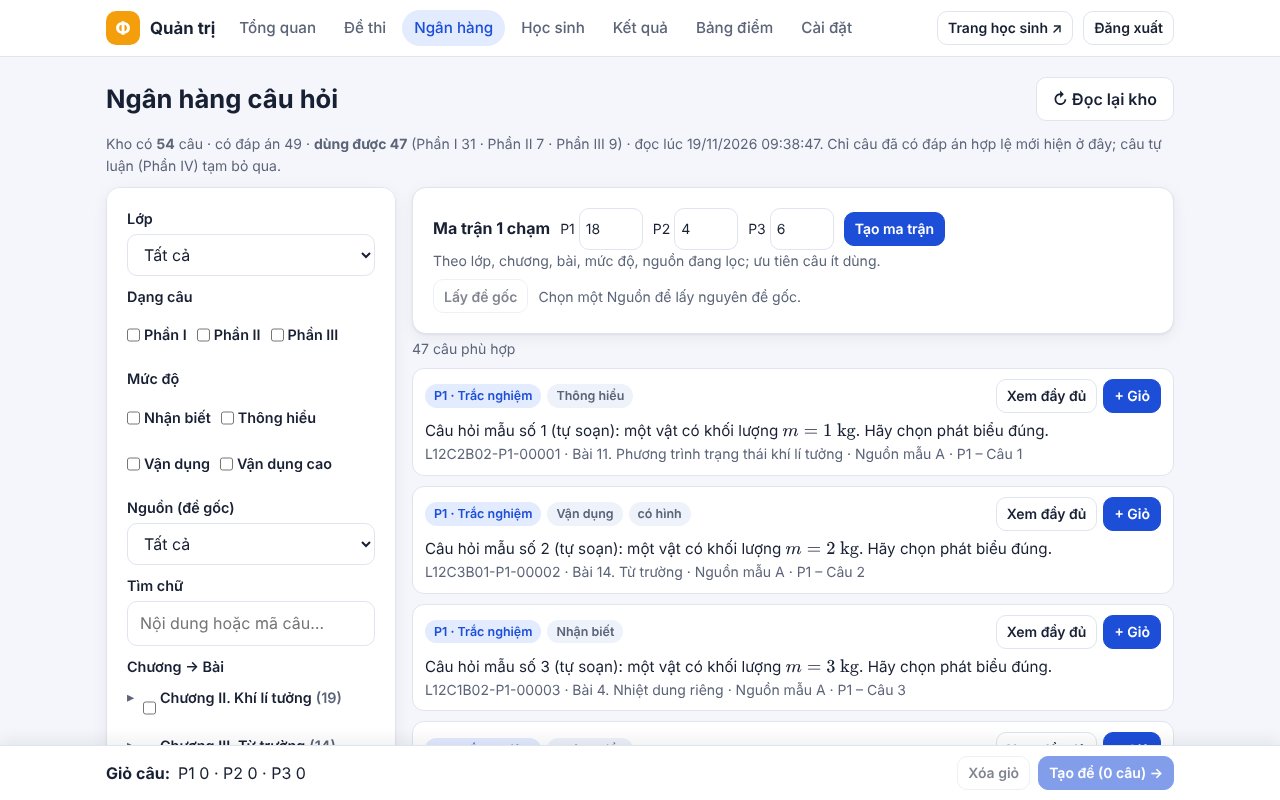 Φ Quản trị Tổng quan Đề thi Ngân hàng Học sinh Kết quả Bảng điểm Cài đặt Trang học sinh ↗ Đăng xuất
Ngân hàng câu hỏi
↻ Đọc lại kho
Kho có 54 câu · có đáp án 49 · dùng được 47 (Phần I 31 · Phần II 7 · Phần III 9) · đọc lúc 19/11/2026 09:38:47. Chỉ câu đã có đáp án hợp lệ mới hiện ở đây; câu tự
luận (Phần IV) tạm bỏ qua.
Lớp
Tất cả
Dạng câu
Phần I Phần II Phần III
Mức độ
Nhận biết Thông hiểu
Vận dụng Vận dụng cao
Nguồn (đề gốc)
Tất cả
Tìm chữ
Nội dung hoặc mã câu...
Chương → Bài
▸ Chương II. Khí lí tưởng (19)
Chương III. Từ trường (14)
Ma trận 1 chạm P1 18 P2 4 P3 6 Tạo ma trận
Theo lớp, chương, bài, mức độ, nguồn đang lọc; ưu tiên câu ít dùng.
Lấy đề gốc Chọn một Nguồn để lấy nguyên đề gốc.
47 câu phù hợp
P1 · Trắc nghiệm Thông hiểu Xem đầy đủ + Giỏ
Câu hỏi mẫu số 1 (tự soạn): một vật có khối lượng m = 1 kg. Hãy chọn phát biểu đúng.
L12C2B02-P1-00001 · Bài 11. Phương trình trạng thái khí lí tưởng · Nguồn mẫu A · P1 – Câu 1
P1 · Trắc nghiệm Vận dụng có hình Xem đầy đủ + Giỏ
Câu hỏi mẫu số 2 (tự soạn): một vật có khối lượng m = 2 kg. Hãy chọn phát biểu đúng.
L12C3B01-P1-00002 · Bài 14. Từ trường · Nguồn mẫu A · P1 – Câu 2
P1 · Trắc nghiệm Nhận biết Xem đầy đủ + Giỏ
Câu hỏi mẫu số 3 (tự soạn): một vật có khối lượng m = 3 kg. Hãy chọn phát biểu đúng.
L12C1B02-P1-00003 · Bài 4. Nhiệt dung riêng · Nguồn mẫu A · P1 – Câu 3
Giỏ câu: P1 0 · P2 0 · P3 0 Xóa giỏ Tạo đề (0 câu) →